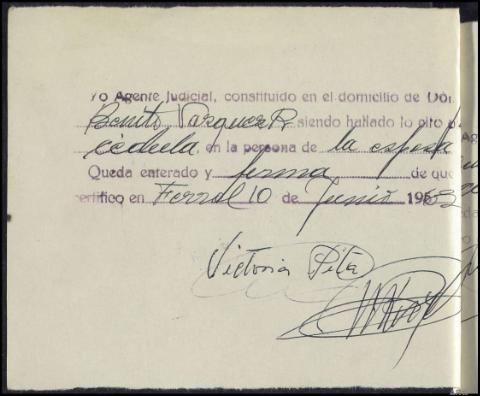 Yo Agente Judicial, constituido en el domicilio de Don
Benito Vazquez R. siendo hallado lo cito p
cédula, en la persona de la esposa
Queda enterado y firma de que
certifico en Ferrol 10 de Junio 1963
Victoria Pita